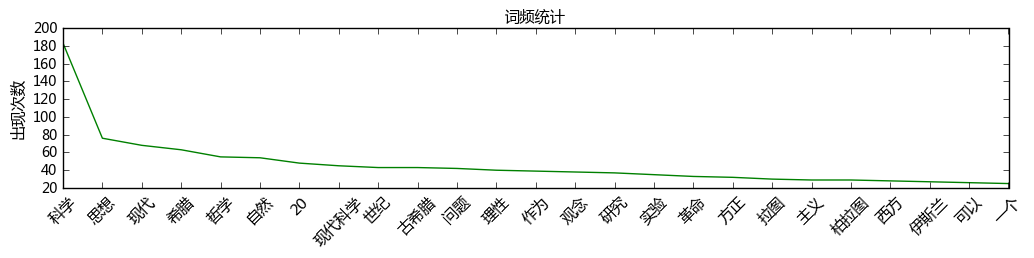 词频统计
出现次数
200
180
160
140
120
100
80
60
40
20
科学
思想
现代
希腊
哲学
自然
20
现代科学
世纪
古希腊
问题
理性
作为
观念
研究
实验
革命
方正
拉图
主义
柏拉图
西方
伊斯兰
可以
一个